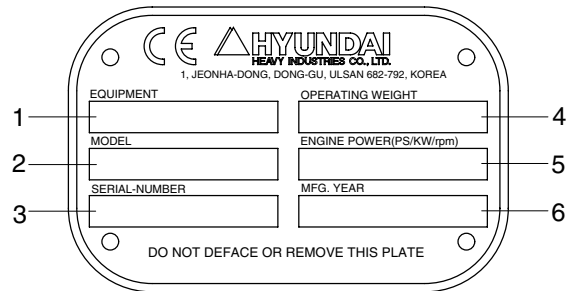 CE HYUNDAI
HEAVY INDUSTRIES CO., LTD.
1, JEONHA-DONG, DONG-GU, ULSAN 682-792, KOREA
EQUIPMENT OPERATING WEIGHT
1 4
MODEL ENGINE POWER(PS/KW/rpm)
2 5
SERIAL-NUMBER MFG. YEAR
3 6
DO NOT DEFACE OR REMOVE THIS PLATE